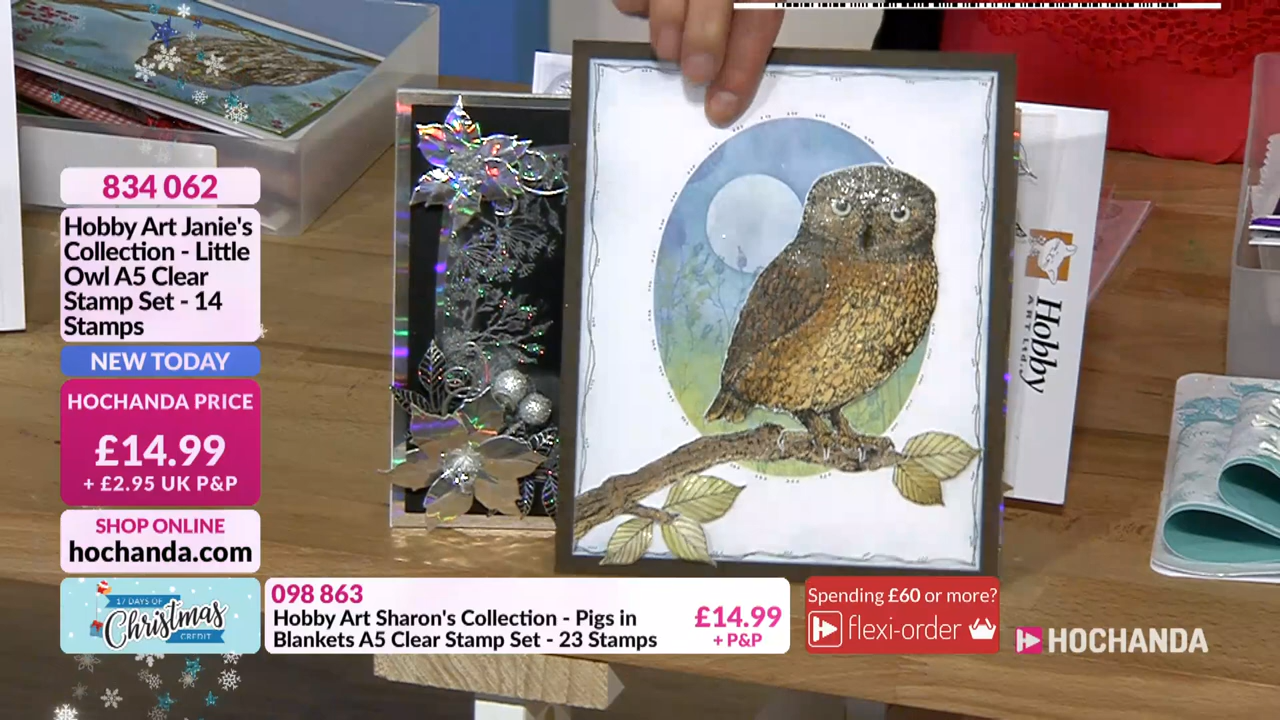 834 062
Hobby Art Janie's
Collection - Little
Owl A5 Clear
Stamp Set - 14
Stamps
NEW TODAY
HOCHANDA PRICE
£14.99
+ £2.95 UK P&P
SHOP ONLINE
hochanda.com
17 DAYS OF
Christmas
CREDIT
098 863
Hobby Art Sharon's Collection - Pigs in
Blankets A5 Clear Stamp Set - 23 Stamps
£14.99
+ P&P
Spending £60 or more?
flexi-order
HOCHANDA
Hobby
ART Ltd.